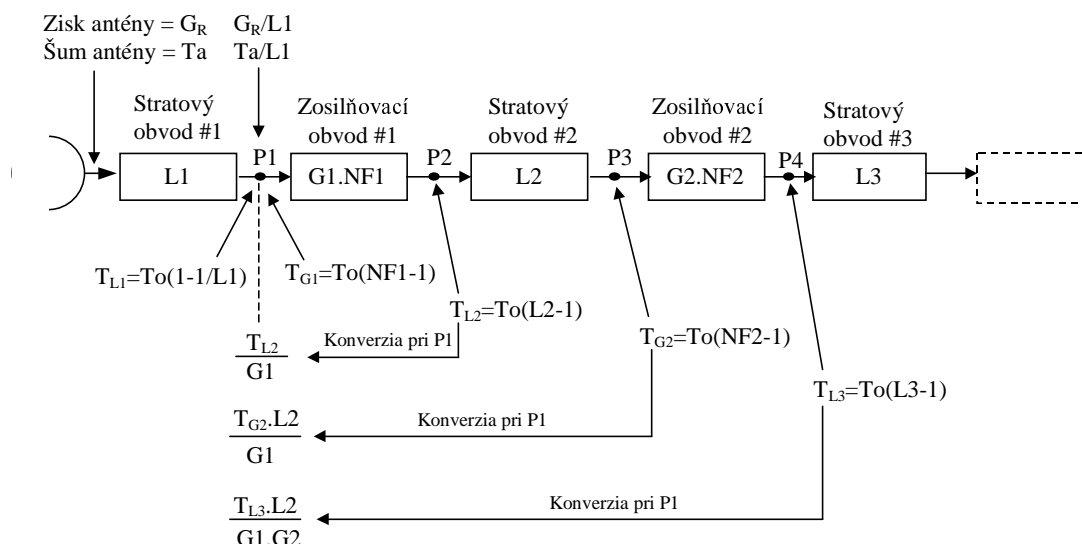 Zisk antény = G_R G_R/L1
Šum antény = Ta Ta/L1
Stratový
obvod #1
Zosilňovací
obvod #1
Stratový
obvod #2
Zosilňovací
obvod #2
Stratový
obvod #3
P1
P2
P3
P4
L1
G1.NF1
L2
G2.NF2
L3
T_L1=To(1-1/L1)
T_G1=To(NF1-1)
T_L2=To(L2-1)
T_G2=To(NF2-1)
T_L3=To(L3-1)
Konverzia pri P1
T_L2
G1
Konverzia pri P1
T_G2.L2
G1
Konverzia pri P1
T_L3.L2
G1.G2